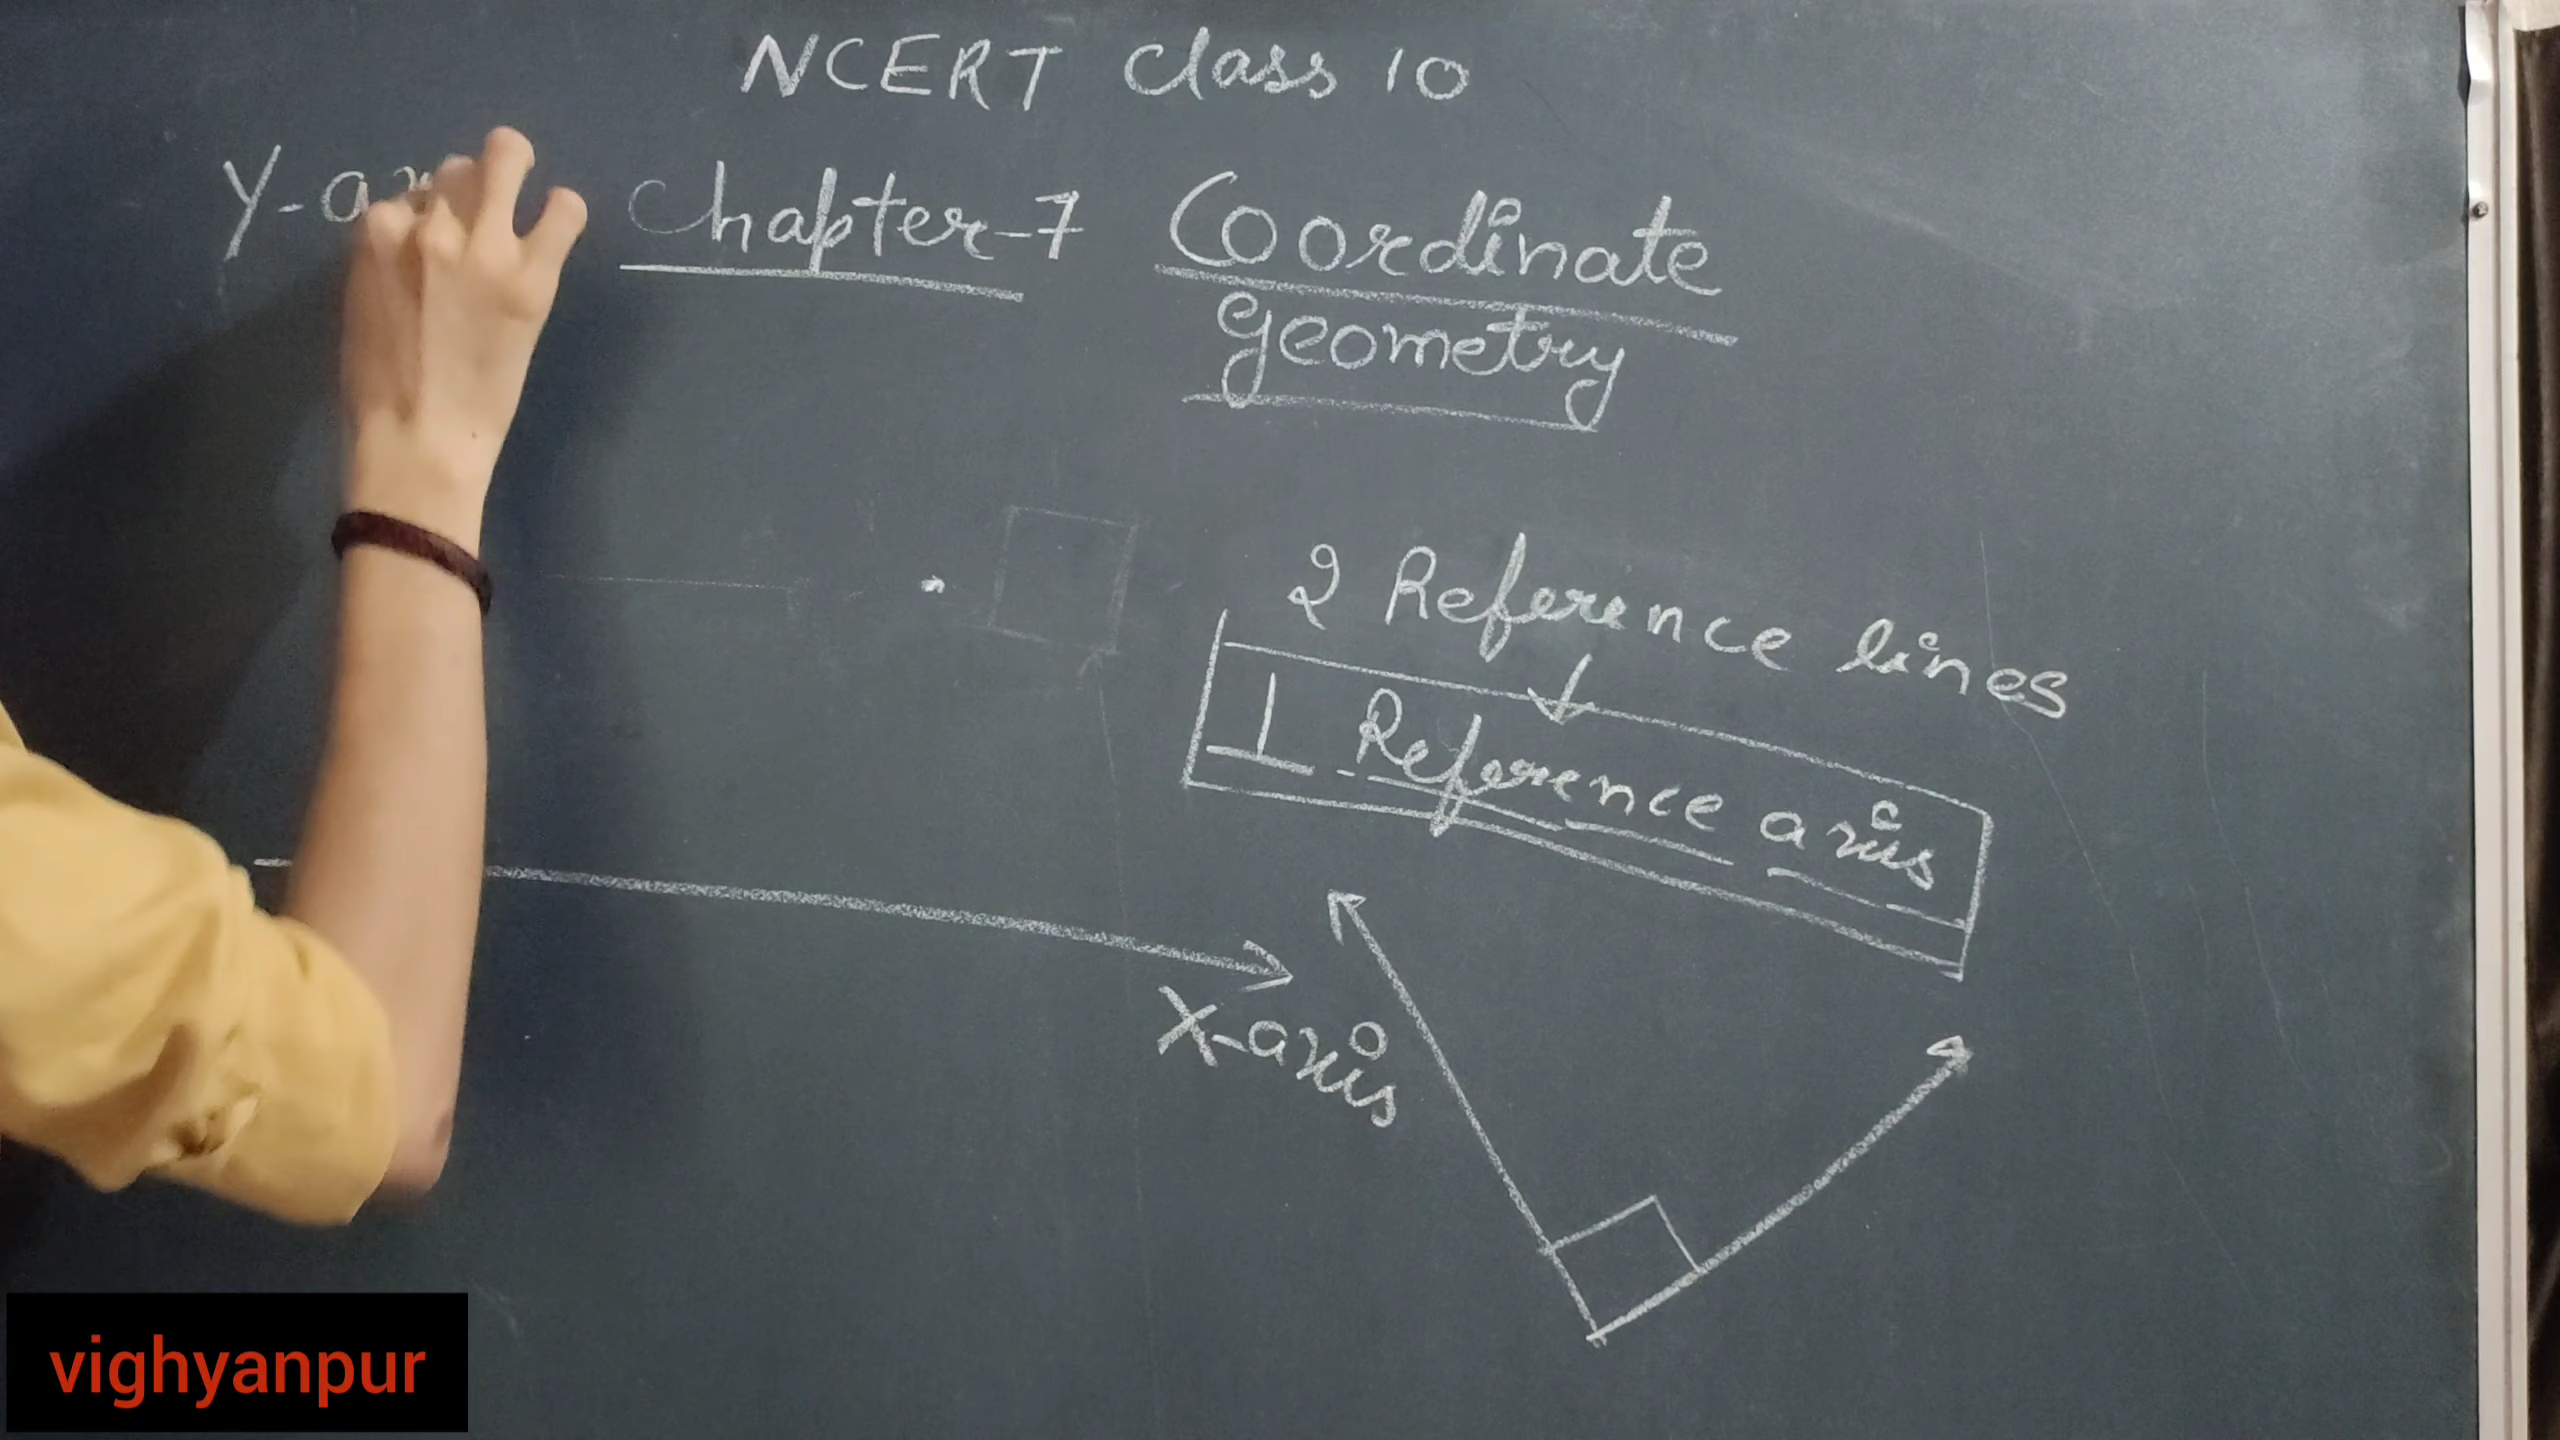 NCERT Class 10
Chapter-7 Coordinate
geometry
2 Reference lines
⊥ Reference axis
X-axis
vighyanpur